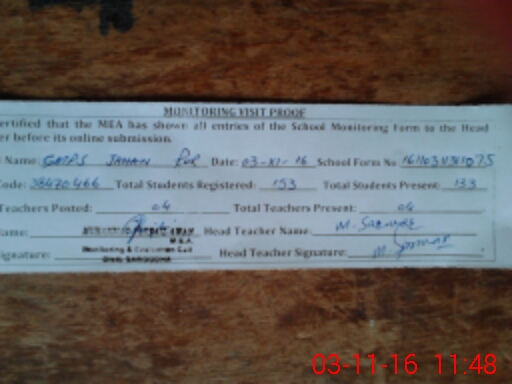 MONITORING VISIT PROOF
ertified that the MEA has shown all entries of the School Monitoring Form to the Head
er before its online submission.
Name: GMPS JAHAN PUR Date: 03-XI-16 School Form No
Code: 38420466 Total Students Registered: 153 Total Students Present: 133
Teachers Posted: 04 Total Teachers Present: 04
ame: Head Teacher Name: M.
M.E.A.
Monitoring & Evaluation Cell
ignature: Distt: SARGODHA Head Teacher Signature:
03-11-16 11:48